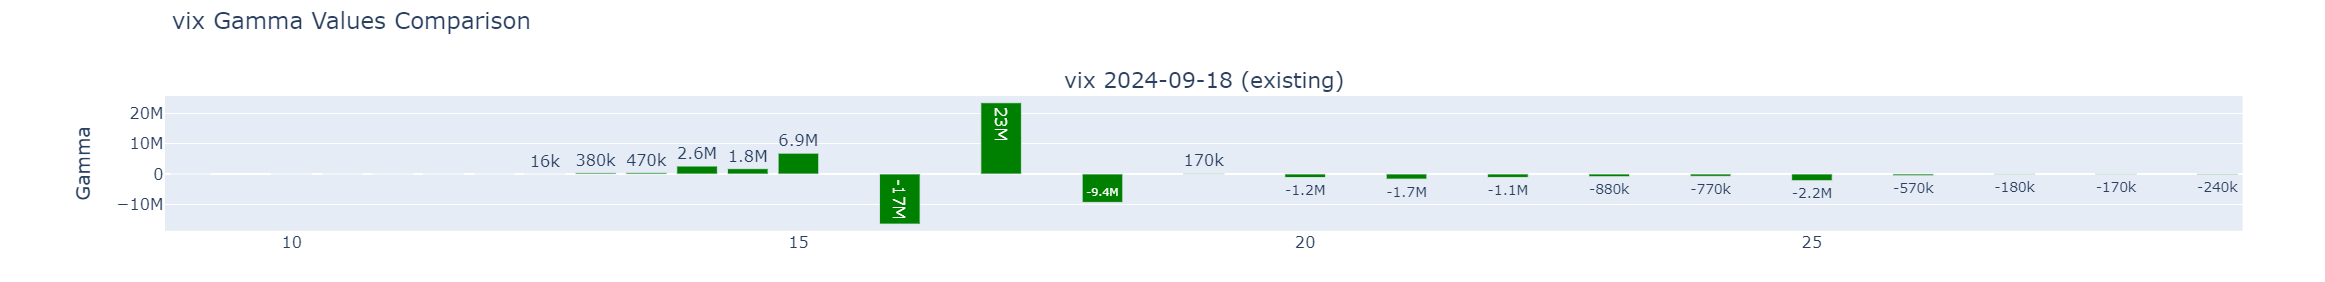 vix Gamma Values Comparison
vix 2024-09-18 (existing)
Gamma
20M
10M
0
−10M
16k
380k
470k
2.6M
1.8M
6.9M
-17M
23M
-9.4M
170k
-1.2M
-1.7M
-1.1M
-880k
-770k
-2.2M
-570k
-180k
-170k
-240k
10
15
20
25